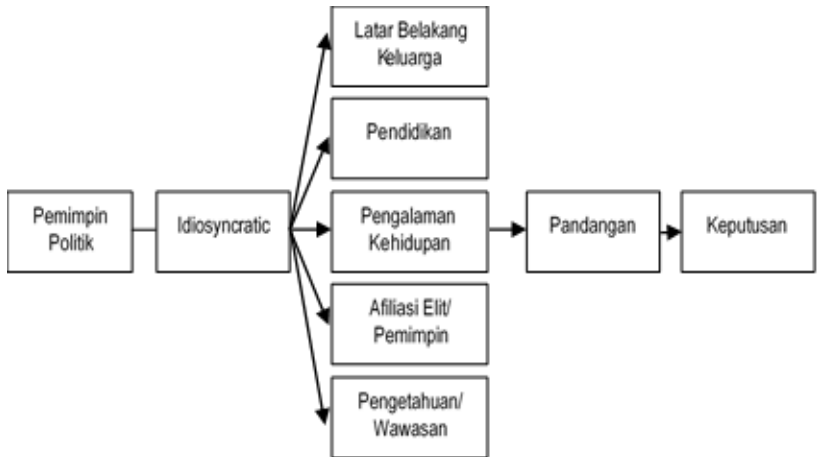 Latar Belakang
Keluarga
Pendidikan
Pemimpin
Politik
Idiosyncratic
Pengalaman
Kehidupan
Pandangan
Keputusan
Afiliasi Elit/
Pemimpin
Pengetahuan/
Wawasan